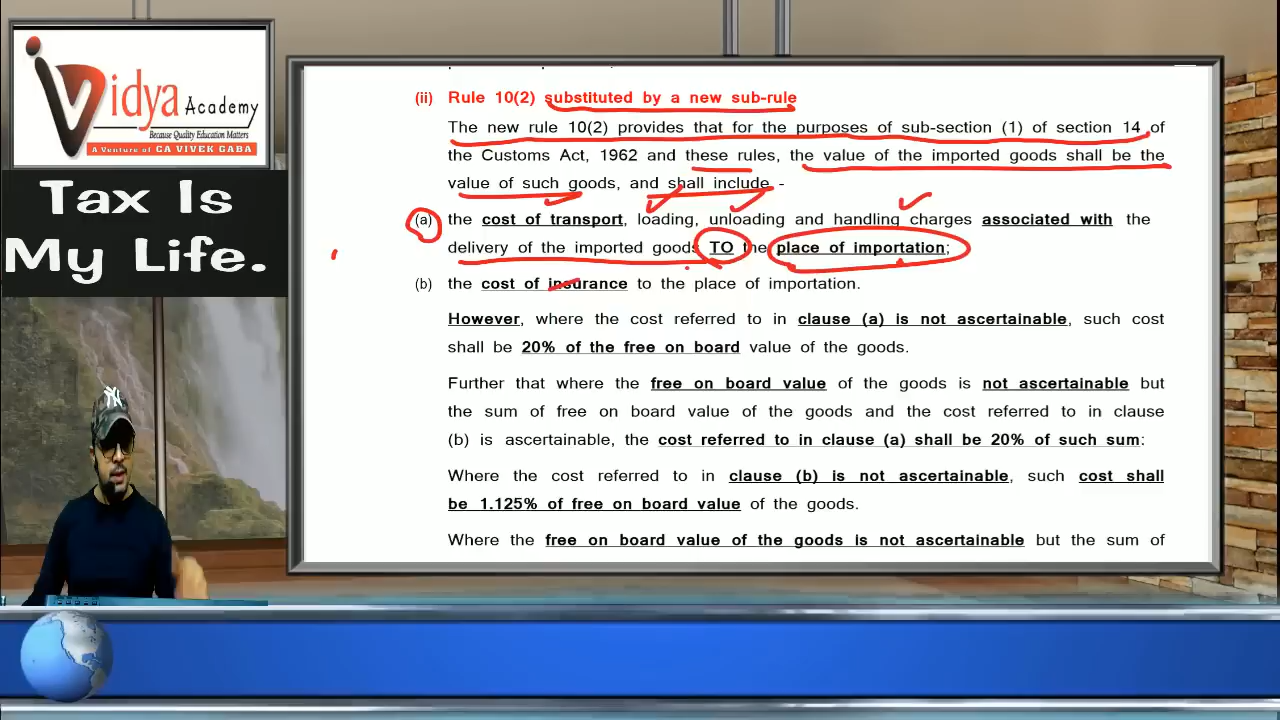 iVidya Academy
Because Quality Education Matters
A Venture of CA VIVEK GABA
Tax Is
My Life.
NY
(ii) Rule 10(2) substituted by a new sub-rule
The new rule 10(2) provides that for the purposes of sub-section (1) of section 14 of
the Customs Act, 1962 and these rules, the value of the imported goods shall be the
value of such goods, and shall include -
(a) the cost of transport, loading, unloading and handling charges associated with the
delivery of the imported goods TO the place of importation;
(b) the cost of insurance to the place of importation.
However, where the cost referred to in clause (a) is not ascertainable, such cost
shall be 20% of the free on board value of the goods.
Further that where the free on board value of the goods is not ascertainable but
the sum of free on board value of the goods and the cost referred to in clause
(b) is ascertainable, the cost referred to in clause (a) shall be 20% of such sum:
Where the cost referred to in clause (b) is not ascertainable, such cost shall
be 1.125% of free on board value of the goods.
Where the free on board value of the goods is not ascertainable but the sum of